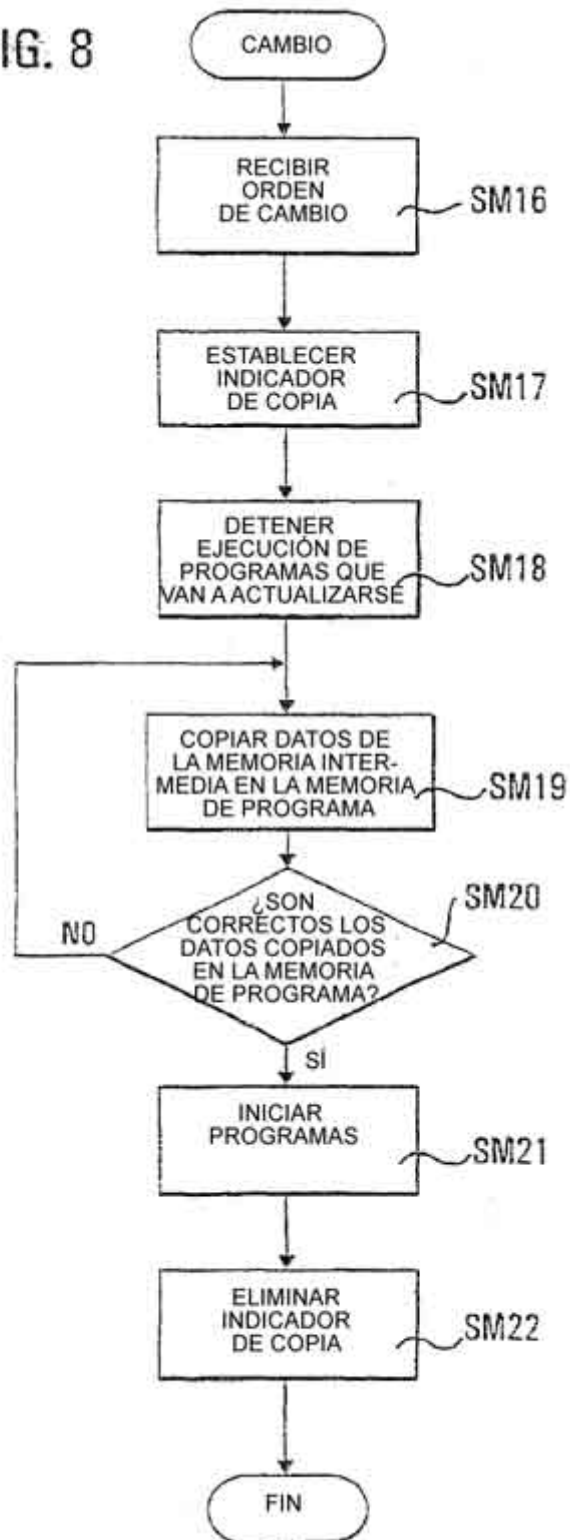 IG. 8
CAMBIO
RECIBIR
ORDEN
DE CAMBIO
SM16
ESTABLECER
INDICADOR
DE COPIA
SM17
DETENER
EJECUCIÓN DE
PROGRAMAS QUE
VAN A ACTUALIZARSE
SM18
COPIAR DATOS DE
LA MEMORIA INTER-
MEDIA EN LA MEMORIA
DE PROGRAMA
SM19
¿SON
CORRECTOS LOS
DATOS COPIADOS
EN LA MEMORIA
DE PROGRAMA?
SM20
NO
SÍ
INICIAR
PROGRAMAS
SM21
ELIMINAR
INDICADOR
DE COPIA
SM22
FIN